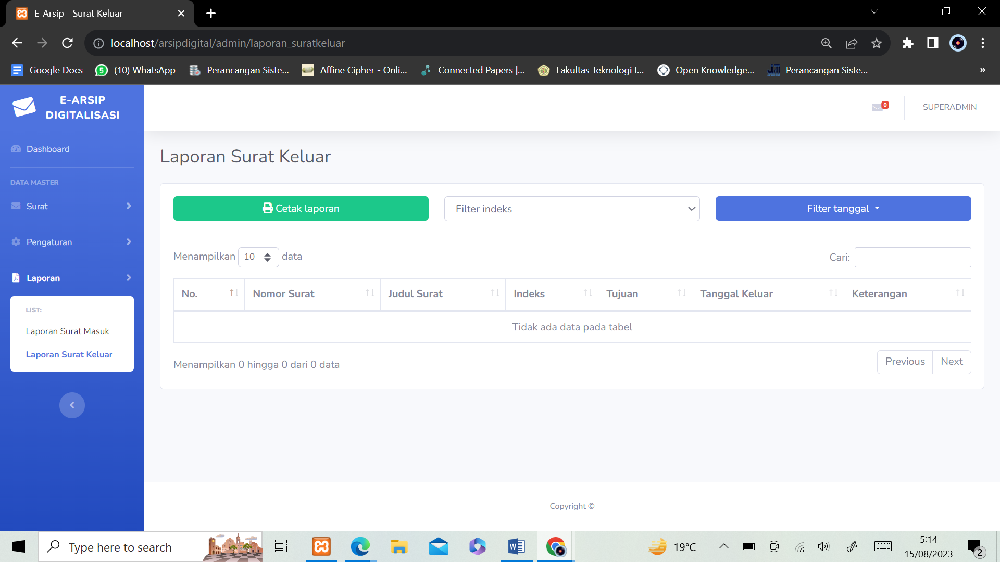 E-Arsip - Surat Keluar
localhost/arsipdigital/admin/laporan_suratkeluar
Google Docs (10) WhatsApp Perancangan Siste... Affine Cipher - Onli... Connected Papers |... Fakultas Teknologi I... Open Knowledge... Perancangan Siste... »
E-ARSIP
DIGITALISASI
0 SUPERADMIN
Dashboard
Laporan Surat Keluar
DATA MASTER
Surat
Cetak laporan Filter indeks Filter tanggal
Pengaturan
Menampilkan 10 data Cari:
Laporan
No. Nomor Surat Judul Surat Indeks Tujuan Tanggal Keluar Keterangan
LIST:
Laporan Surat Masuk
Tidak ada data pada tabel
Laporan Surat Keluar
Menampilkan 0 hingga 0 dari 0 data Previous Next
Copyright ©
Type here to search 19°C 5:14
15/08/2023 2